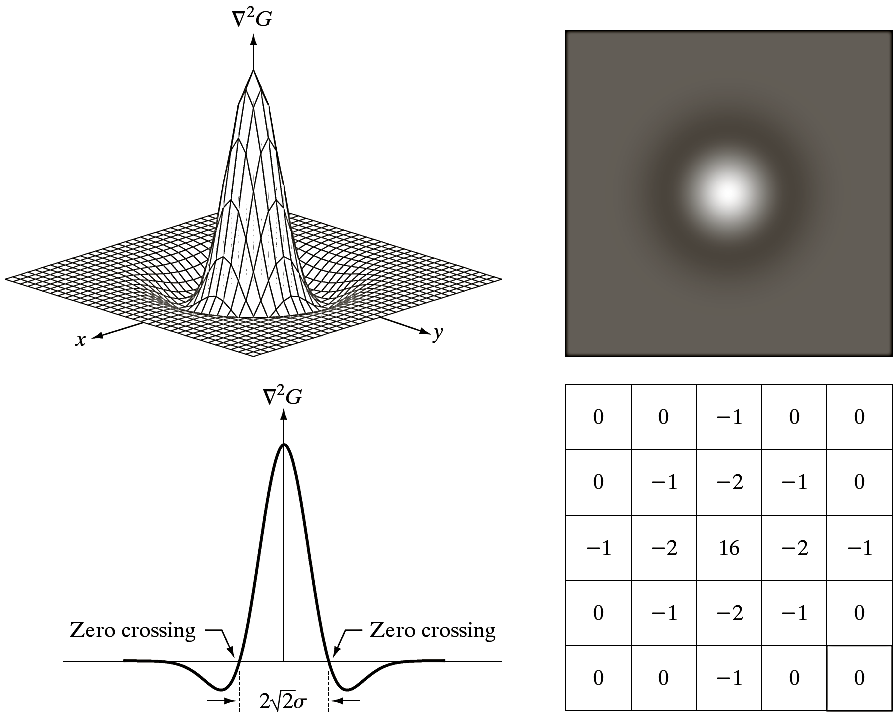 ∇²G
x
y
∇²G
Zero crossing
Zero crossing
2√2σ
0 0 −1 0 0
0 −1 −2 −1 0
−1 −2 16 −2 −1
0 −1 −2 −1 0
0 0 −1 0 0